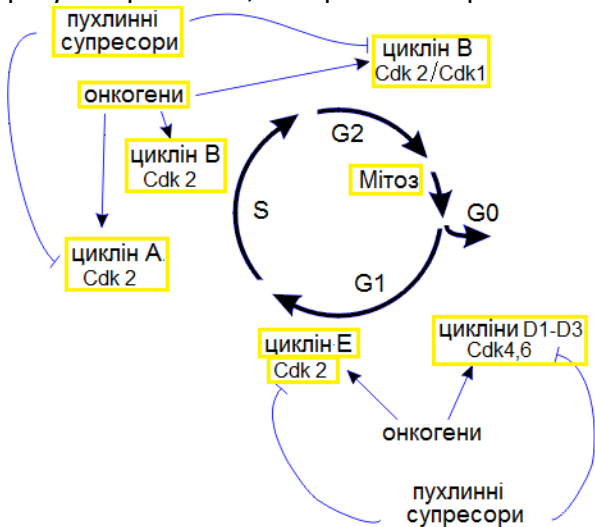 пухлинні
супресори
циклін В
Cdk 2/Cdk1
онкогени
циклін В
Cdk 2
G2
Мітоз
S
G0
циклін А.
Cdk 2
G1
циклін Е
Cdk 2
цикліни D1-D3
Cdk4,6
онкогени
пухлинні
супресори